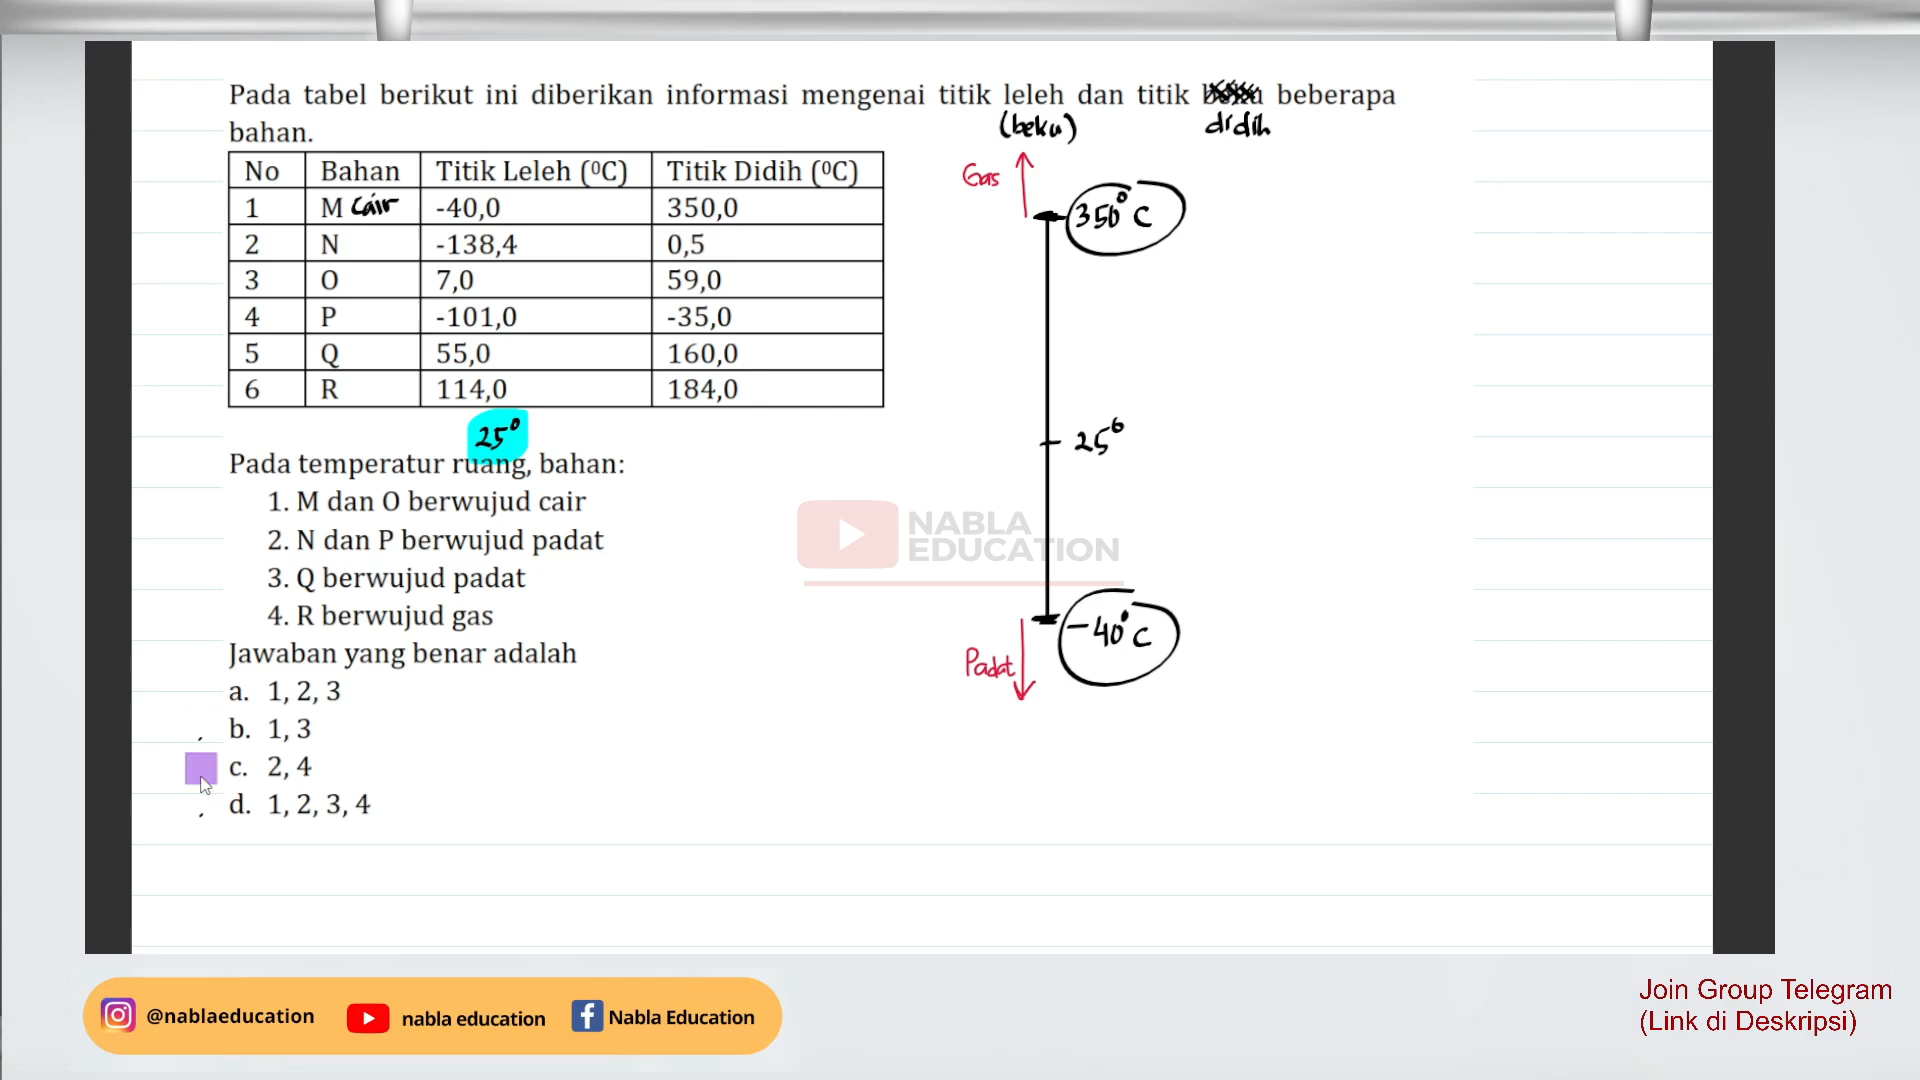 Pada tabel berikut ini diberikan informasi mengenai titik leleh dan titik beberapa
(beku) didih
bahan.
No Bahan Titik Leleh (⁰C) Titik Didih (⁰C)
1 M cair -40,0 350,0
2 N -138,4 0,5
3 O 7,0 59,0
4 P -101,0 -35,0
5 Q 55,0 160,0
6 R 114,0 184,0
Gas
350°C
25°
-40°C
Padat
25°
Pada temperatur ruang, bahan:
1. M dan O berwujud cair
2. N dan P berwujud padat
3. Q berwujud padat
4. R berwujud gas
Jawaban yang benar adalah
a. 1, 2, 3
b. 1, 3
c. 2, 4
d. 1, 2, 3, 4
NABLA
EDUCATION
@nablaeducation nabla education Nabla Education
Join Group Telegram
(Link di Deskripsi)